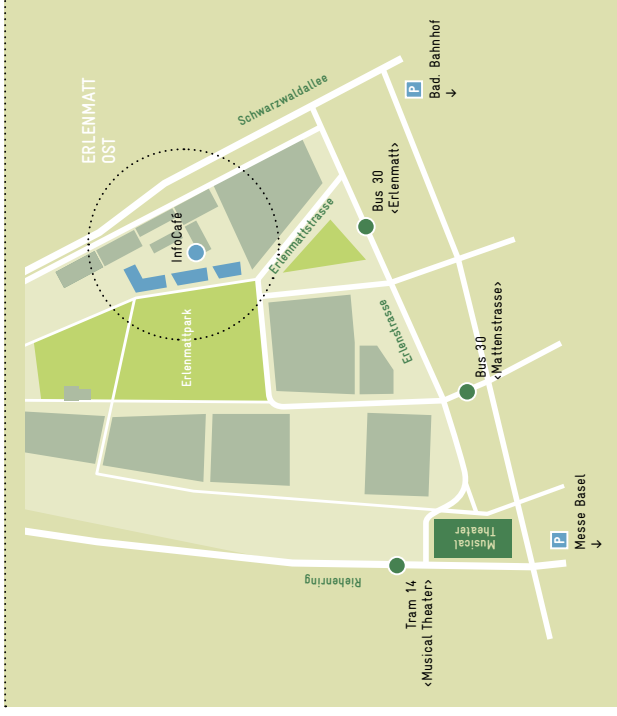 ERLENMATT
OST
Schwarzwaldallee
P
Bad. Bahnhof
↓
InfoCafé
Bus 30
‹Erlenmatt›
Erlenmattstrasse
Erlenmattpark
Erlenstrasse
Bus 30
‹Mattenstrasse›
Musical
Theater
P
Messe Basel
↓
Riehenring
Tram 14
‹Musical Theater›